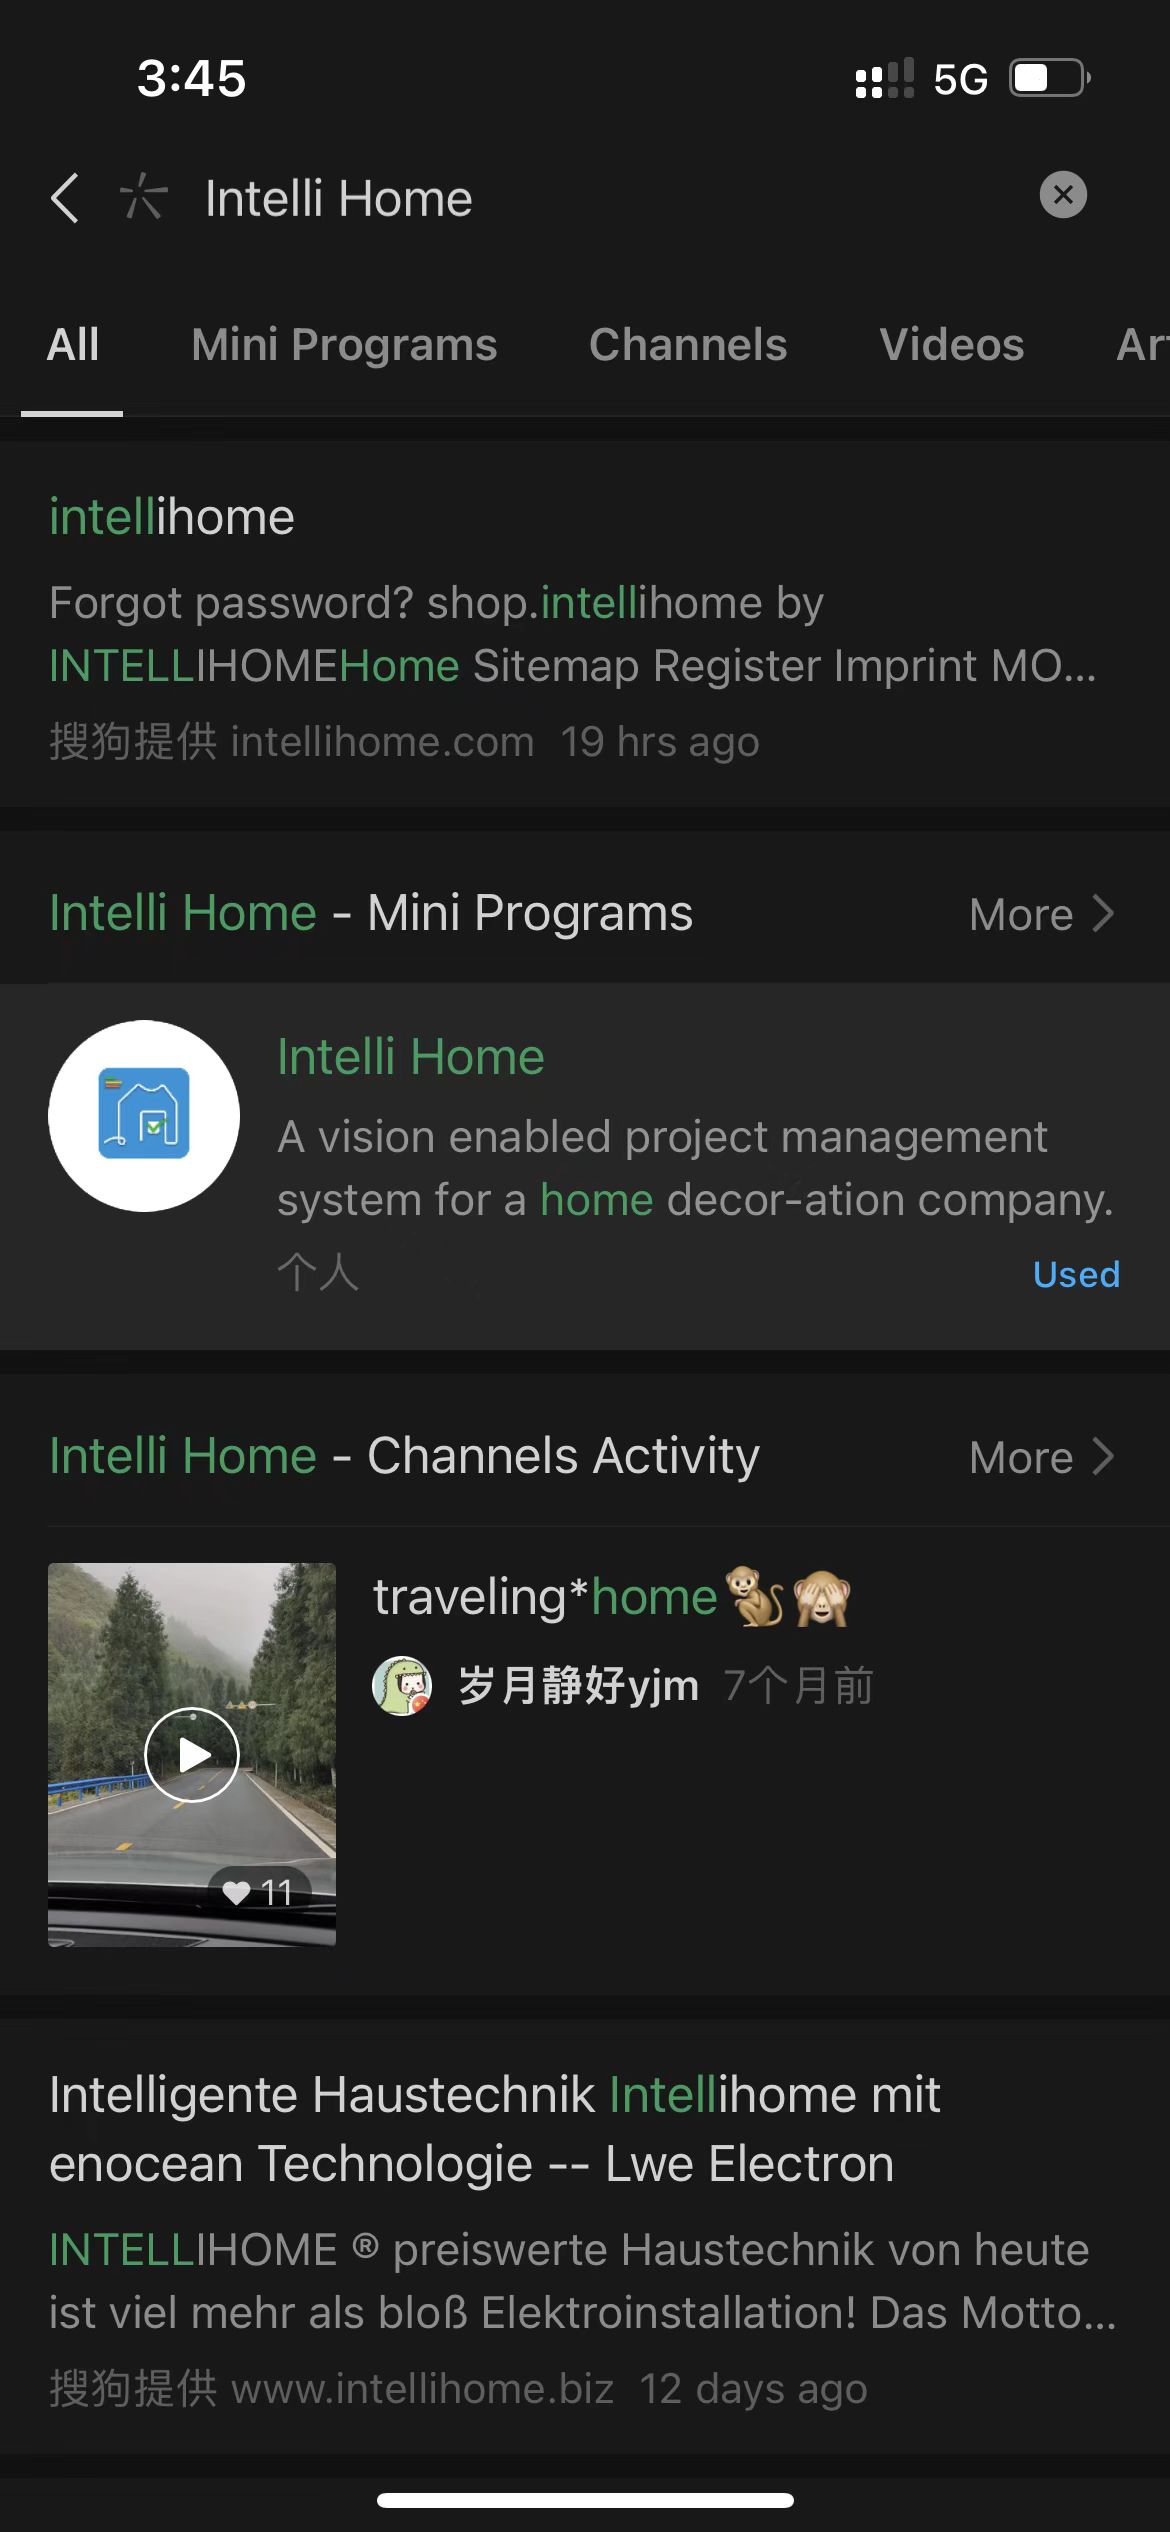 3:45
5G
Intelli Home
All Mini Programs Channels Videos Ar
intellihome
Forgot password? shop.intellihome by
INTELLIHOMEHome Sitemap Register Imprint MO...
搜狗提供 intellihome.com 19 hrs ago
Intelli Home - Mini Programs
More
Intelli Home
A vision enabled project management
system for a home decor-ation company.
个人
Used
Intelli Home - Channels Activity
More
traveling*home🐒🙈
岁月静好yjm 7个月前
11
Intelligente Haustechnik Intellihome mit
enocean Technologie -- Lwe Electron
INTELLIHOME ® preiswerte Haustechnik von heute
ist viel mehr als bloß Elektroinstallation! Das Motto...
搜狗提供 www.intellihome.biz 12 days ago